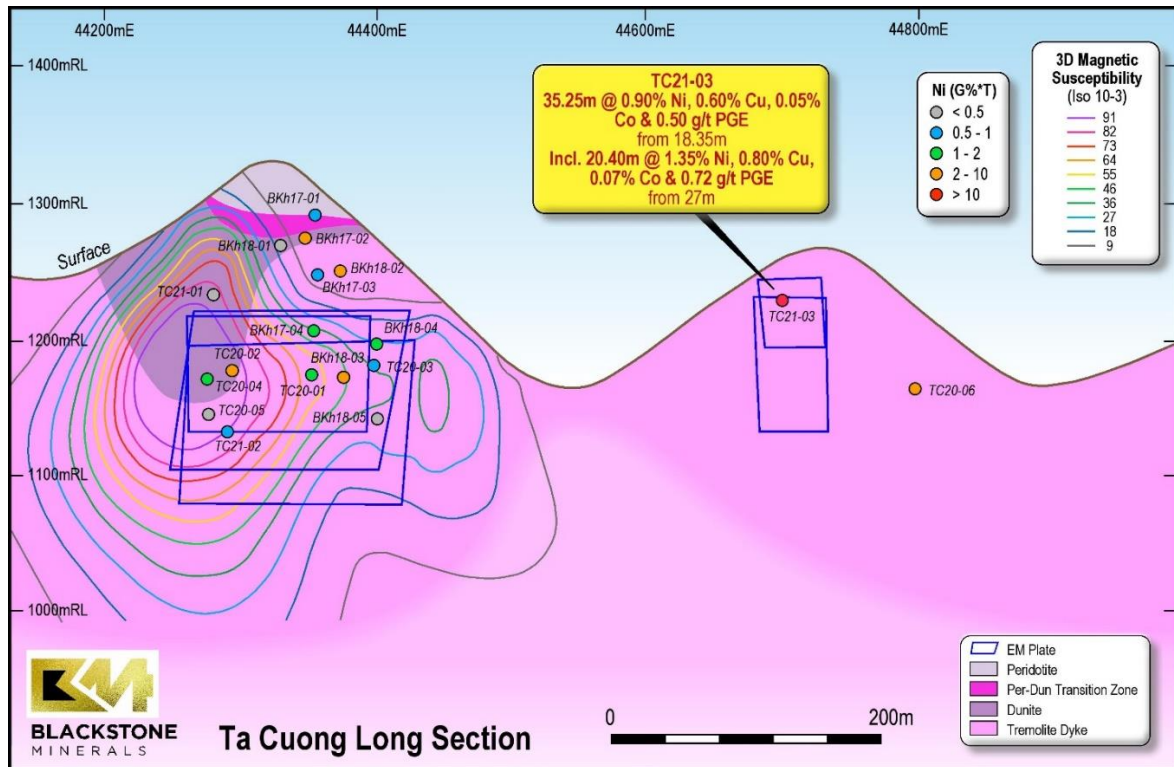 44200mE
44400mE
44600mE
44800mE
1400mRL
1300mRL
1200mRL
1100mRL
1000mRL
TC21-03
35.25m @ 0.90% Ni, 0.60% Cu, 0.05%
Co & 0.50 g/t PGE
from 18.35m
Incl. 20.40m @ 1.35% Ni, 0.80% Cu,
0.07% Co & 0.72 g/t PGE
from 27m
Ni (G%*T)
< 0.5
0.5 - 1
1 - 2
2 - 10
> 10
3D Magnetic
Susceptibility
(Iso 10-3)
91
82
73
64
55
46
36
27
18
9
Surface
BKh17-01
BKh17-02
BKh18-01
BKh18-02
BKh17-03
TC21-01
BKh17-04
BKh18-04
TC20-02
BKh18-03
TC20-03
TC20-04
TC20-01
TC20-05
BKh18-05
TC21-02
TC21-03
TC20-06
EM Plate
Peridotite
Per-Dun Transition Zone
Dunite
Tremolite Dyke
BLACKSTONE
MINERALS
Ta Cuong Long Section
0
200m